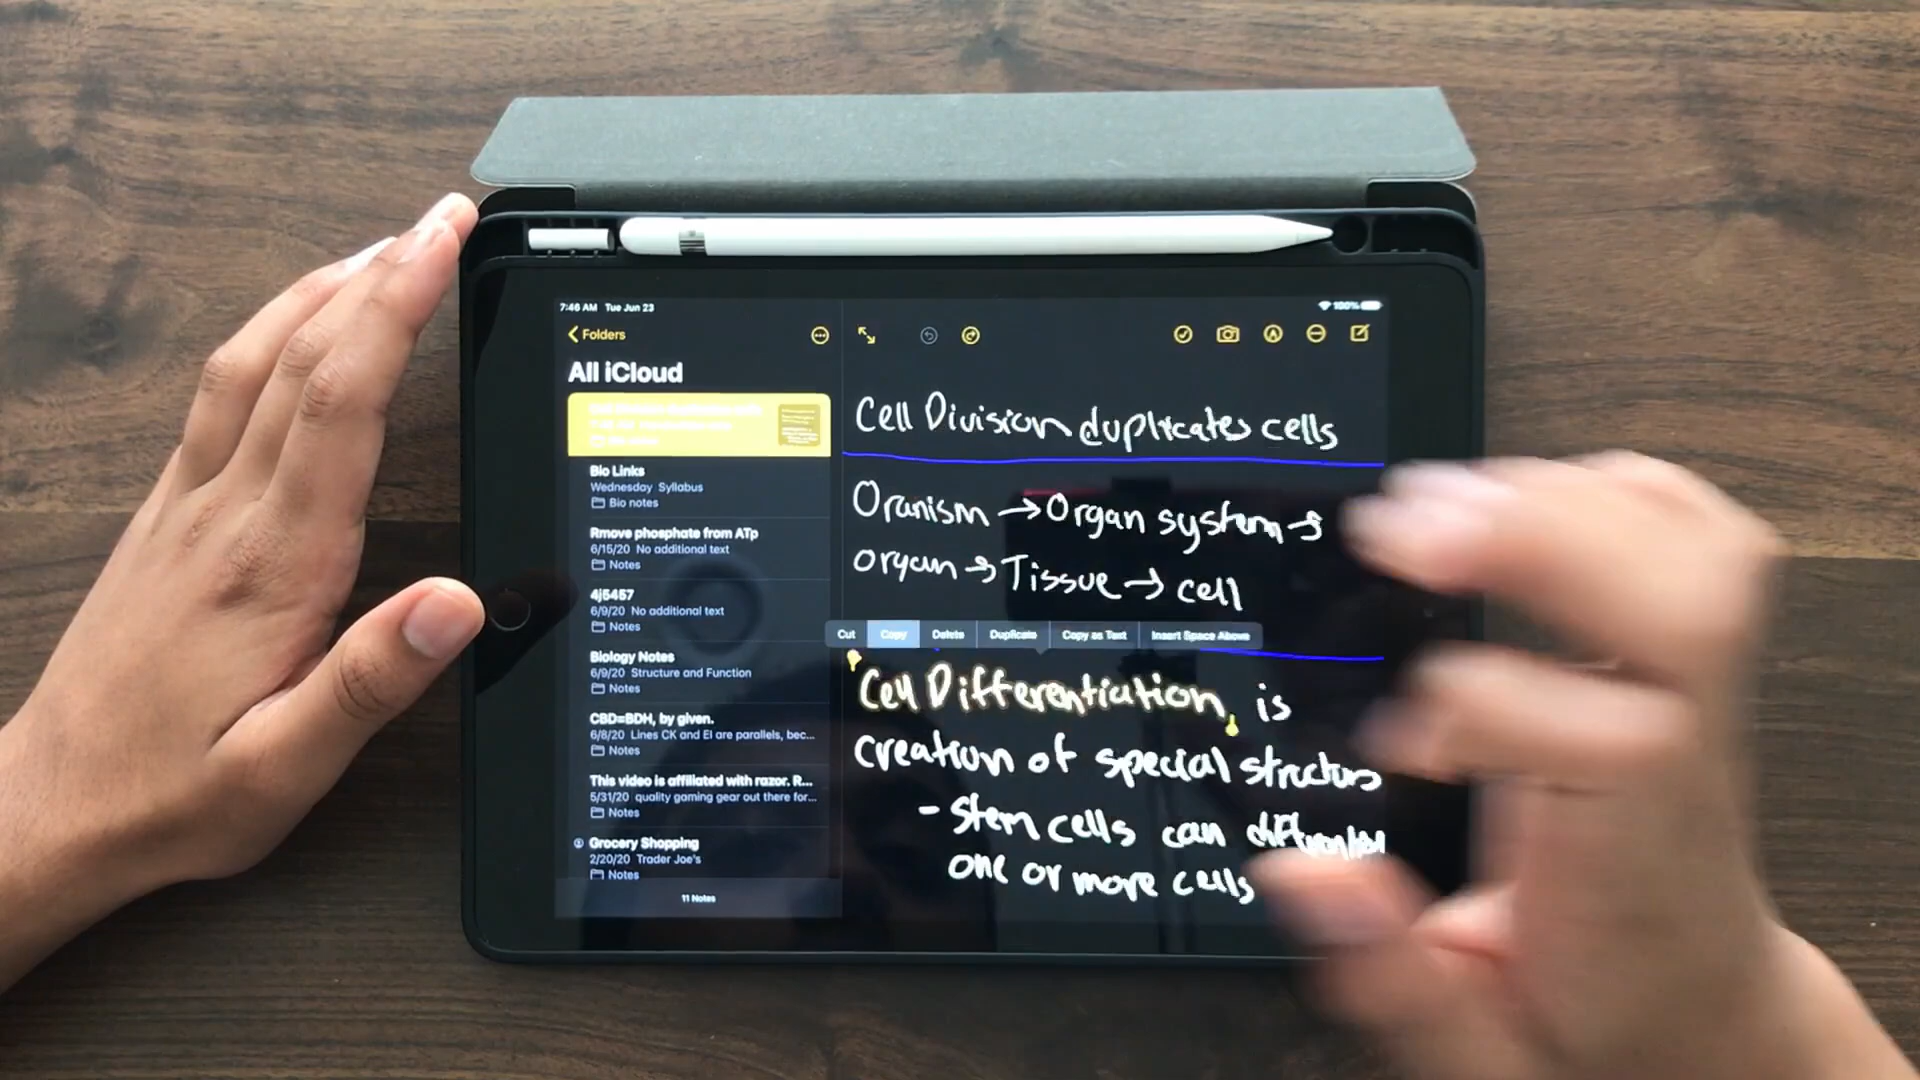 7:46 AM Tue Jun 23
100%
Folders
All iCloud
Bio Links
Wednesday Syllabus
Bio notes
Rmove phosphate from ATp
6/15/20 No additional text
Notes
4j5457
6/9/20 No additional text
Notes
Biology Notes
6/9/20 Structure and Function
Notes
CBD=BDH, by given.
6/8/20 Lines CK and EI are parallels, bec...
Notes
This video is affiliated with razor. R...
5/31/20 quality gaming gear out there for...
Notes
Grocery Shopping
2/20/20 Trader Joe's
Notes
11 Notes
Cell Division duplicates cells
Oranism → Organ system →
organ → Tissue → cell
Cut Copy Delete Duplicate Copy as Text Insert Space Above
Cell Differentiation is
creation of special structurs
- stem cells can
one or more cells